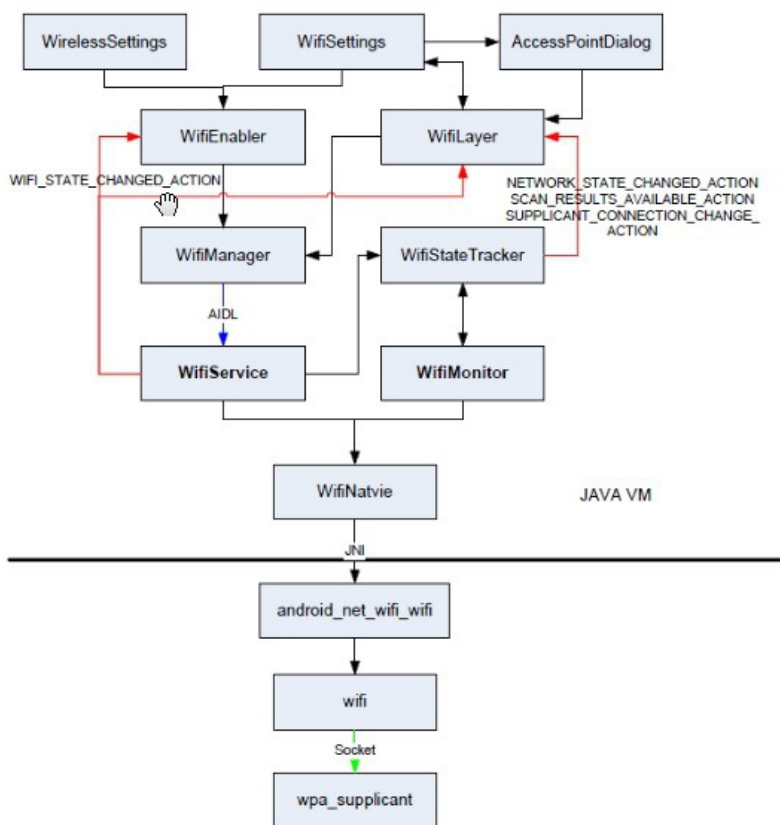 WirelessSettings
WifiSettings
AccessPointDialog
WifiEnabler
WifiLayer
WIFI_STATE_CHANGED_ACTION
NETWORK_STATE_CHANGED_ACTION
SCAN_RESULTS_AVAILABLE_ACTION
SUPPLICANT_CONNECTION_CHANGE_
ACTION
WifiManager
WifiStateTracker
AIDL
WifiService
WifiMonitor
WifiNatvie
JAVA VM
JNI
android_net_wifi_wifi
wifi
Socket
wpa_supplicant